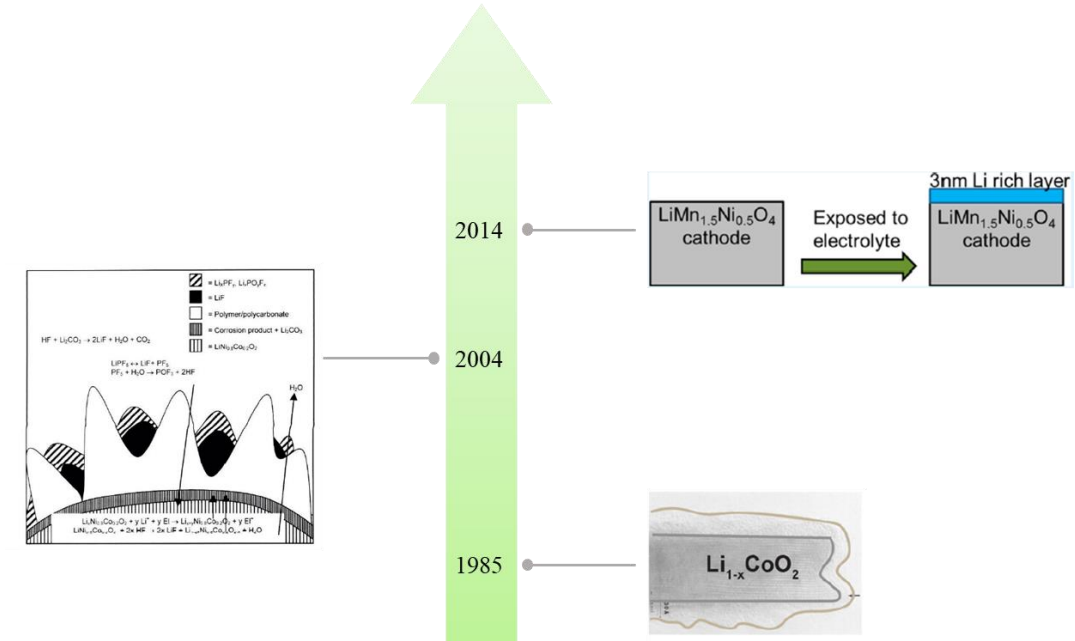 3nm Li rich layer
LiMn₁.₅Ni₀.₅O₄
cathode
Exposed to
electrolyte
LiMn₁.₅Ni₀.₅O₄
cathode
2014
= LiF
= Polymer/polycarbonate
= Corrosion product + Li₂CO₃
= LiNi₀.₈Co₀.₂O₂
HF + Li₂CO₃ → 2LiF + H₂O + CO₂
LiPF₆ ↔ LiF + PF₅
PF₅ + H₂O → POF₃ + 2HF
H₂O
2004
1985
Li₁₋ₓCoO₂